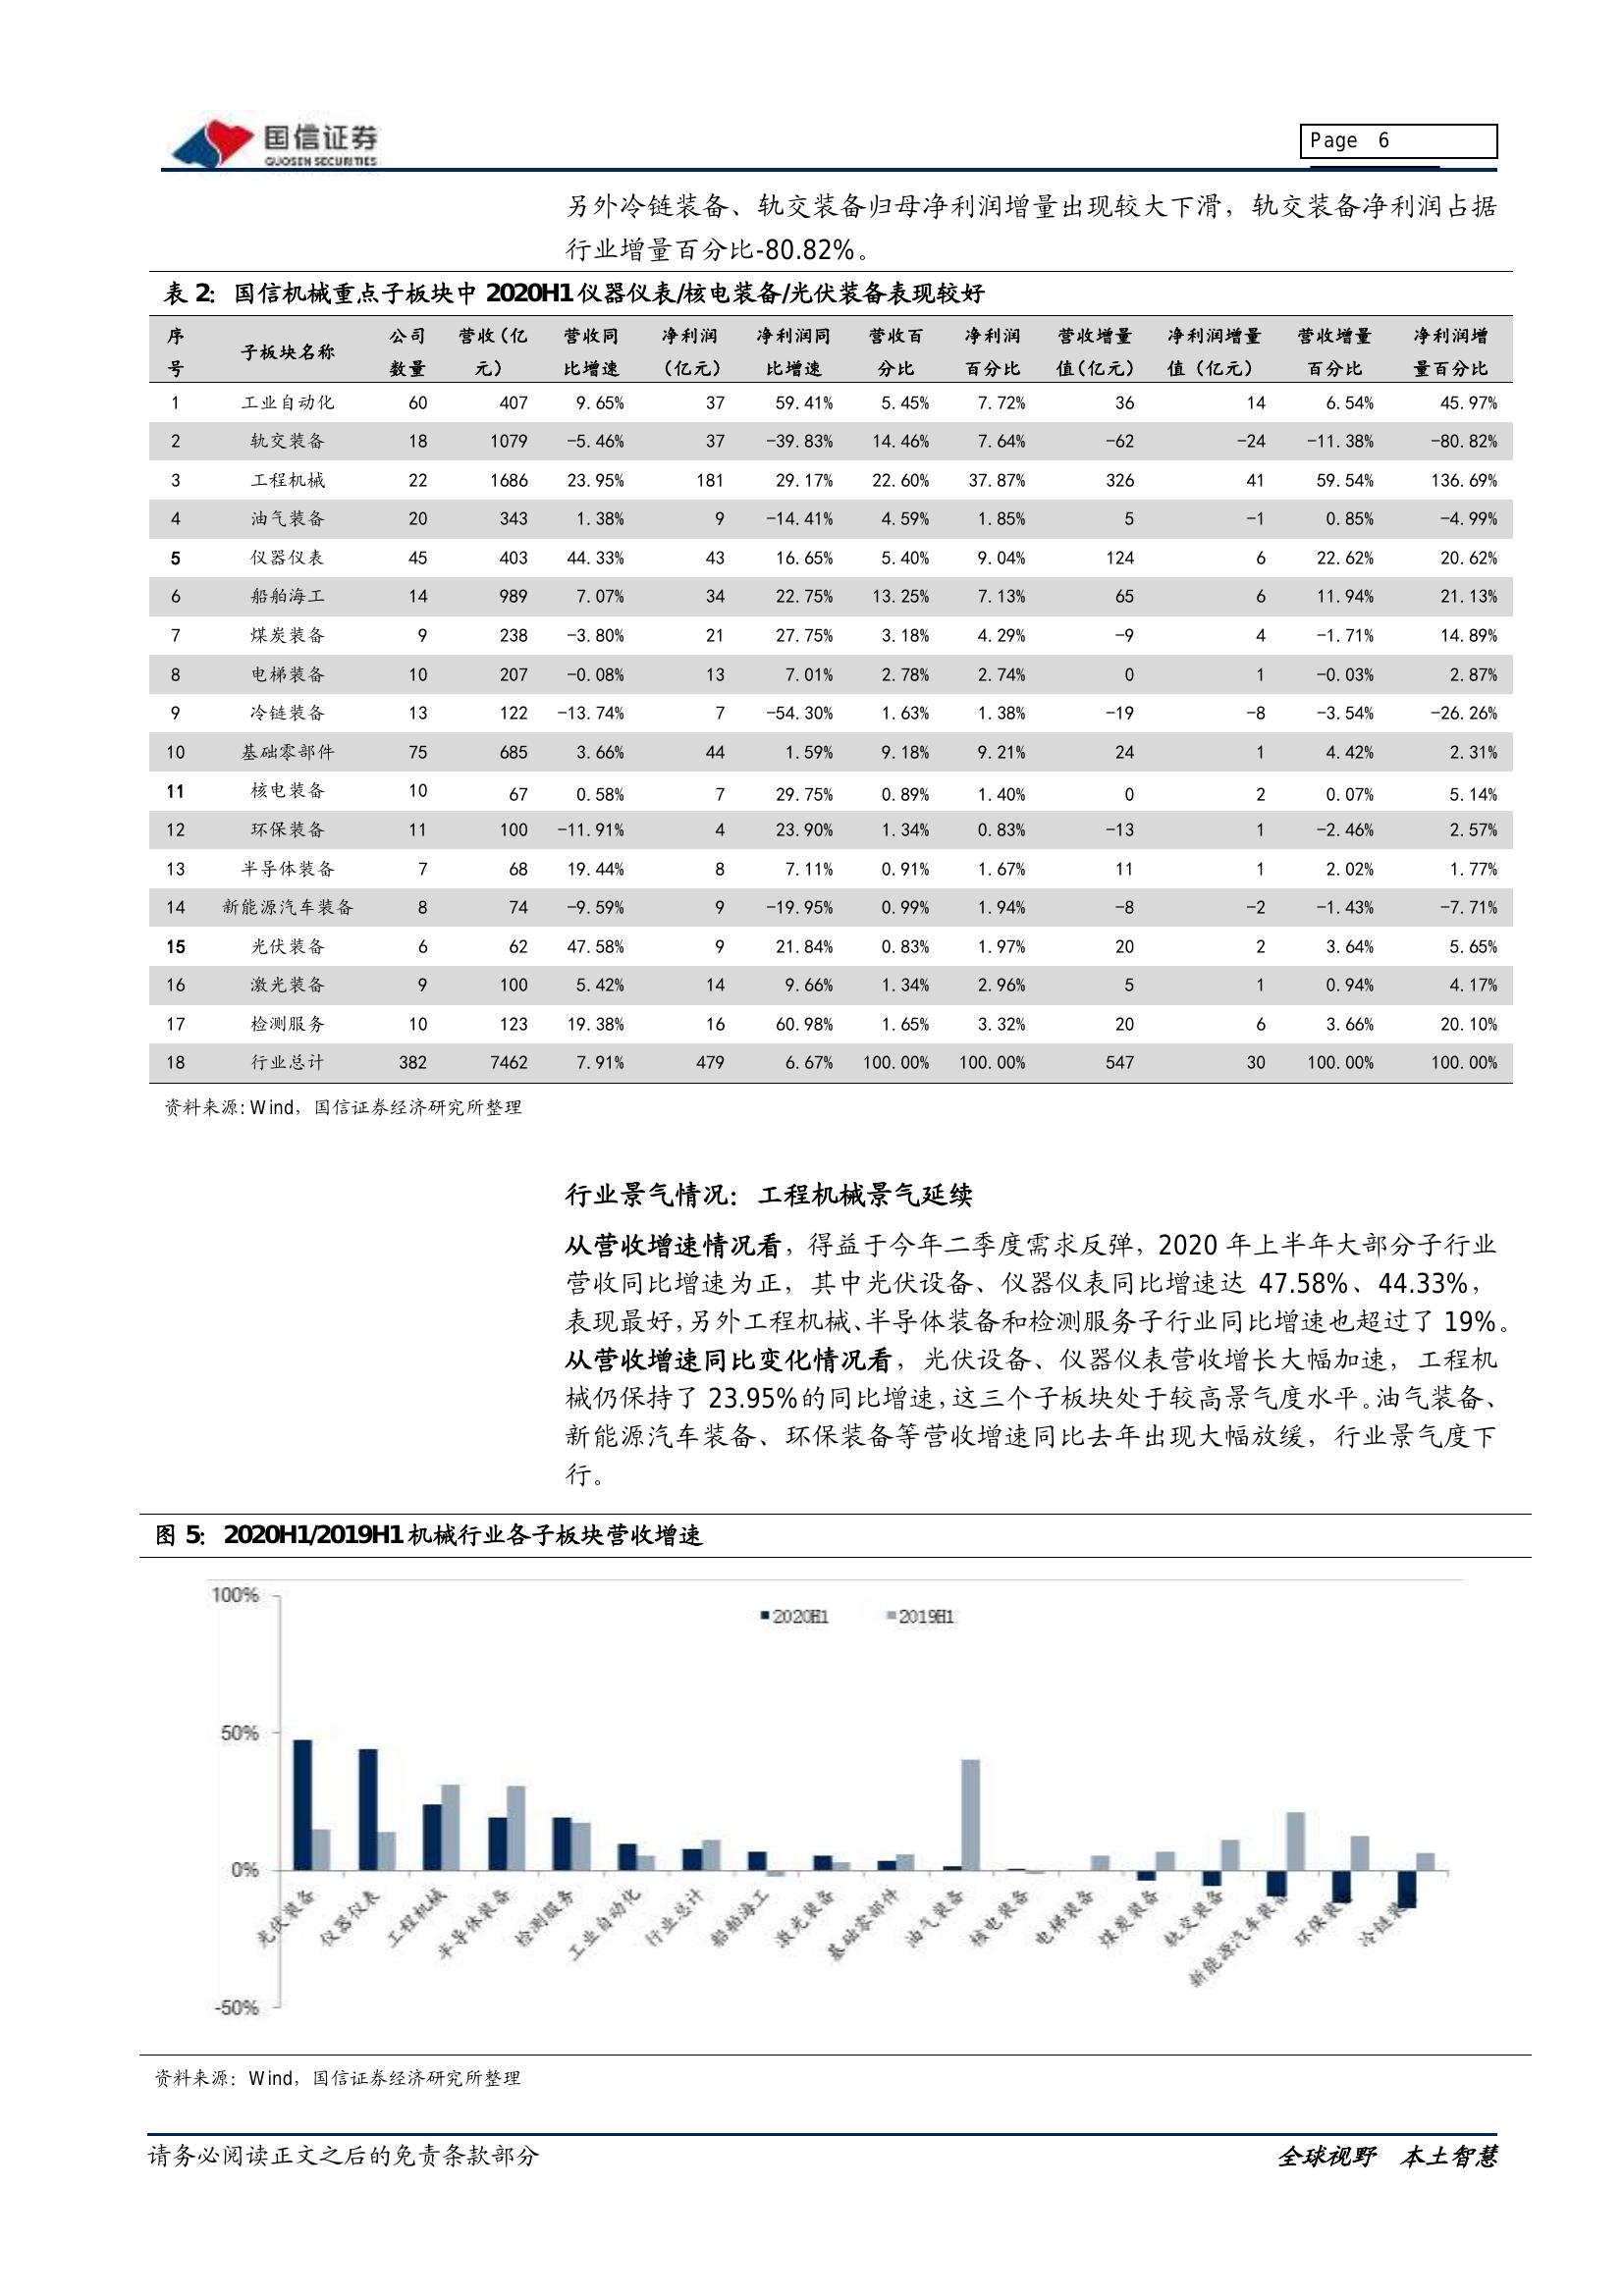 国信证券
GUOSEN SECURITIES
Page 6
另外冷链装备、轨交装备归母净利润增量出现较大下滑，轨交装备净利润占据
行业增量百分比-80.82%。
表 2：国信机械重点子板块中 2020H1 仪器仪表/核电装备/光伏装备表现较好
序号 子板块名称 公司数量 营收(亿元) 营收同比增速 净利润(亿元) 净利润同比增速 营收百分比 净利润百分比 营收增量值(亿元) 净利润增量值(亿元) 营收增量百分比 净利润增量百分比
1 工业自动化 60 407 9.65% 37 59.41% 5.45% 7.72% 36 14 6.54% 45.97%
2 轨交装备 18 1079 -5.46% 37 -39.83% 14.46% 7.64% -62 -24 -11.38% -80.82%
3 工程机械 22 1686 23.95% 181 29.17% 22.60% 37.87% 326 41 59.54% 136.69%
4 油气装备 20 343 1.38% 9 -14.41% 4.59% 1.85% 5 -1 0.85% -4.99%
5 仪器仪表 45 403 44.33% 43 16.65% 5.40% 9.04% 124 6 22.62% 20.62%
6 船舶海工 14 989 7.07% 34 22.75% 13.25% 7.13% 65 6 11.94% 21.13%
7 煤炭装备 9 238 -3.80% 21 27.75% 3.18% 4.29% -9 4 -1.71% 14.89%
8 电梯装备 10 207 -0.08% 13 7.01% 2.78% 2.74% 0 1 -0.03% 2.87%
9 冷链装备 13 122 -13.74% 7 -54.30% 1.63% 1.38% -19 -8 -3.54% -26.26%
10 基础零部件 75 685 3.66% 44 1.59% 9.18% 9.21% 24 1 4.42% 2.31%
11 核电装备 10 67 0.58% 7 29.75% 0.89% 1.40% 0 2 0.07% 5.14%
12 环保装备 11 100 -11.91% 4 23.90% 1.34% 0.83% -13 1 -2.46% 2.57%
13 半导体装备 7 68 19.44% 8 7.11% 0.91% 1.67% 11 1 2.02% 1.77%
14 新能源汽车装备 8 74 -9.59% 9 -19.95% 0.99% 1.94% -8 -2 -1.43% -7.71%
15 光伏装备 6 62 47.58% 9 21.84% 0.83% 1.97% 20 2 3.64% 5.65%
16 激光装备 9 100 5.42% 14 9.66% 1.34% 2.96% 5 1 0.94% 4.17%
17 检测服务 10 123 19.38% 16 60.98% 1.65% 3.32% 20 6 3.66% 20.10%
18 行业总计 382 7462 7.91% 479 6.67% 100.00% 100.00% 547 30 100.00% 100.00%
资料来源: Wind，国信证券经济研究所整理
行业景气情况：工程机械景气延续
从营收增速情况看，得益于今年二季度需求反弹，2020 年上半年大部分子行业
营收同比增速为正，其中光伏设备、仪器仪表同比增速达 47.58%、44.33%，
表现最好，另外工程机械、半导体装备和检测服务子行业同比增速也超过了 19%。
从营收增速同比变化情况看，光伏设备、仪器仪表营收增长大幅加速，工程机
械仍保持了 23.95%的同比增速，这三个子板块处于较高景气度水平。油气装备、
新能源汽车装备、环保装备等营收增速同比去年出现大幅放缓，行业景气度下
行。
图 5：2020H1/2019H1 机械行业各子板块营收增速
100%
2020H1 2019H1
50%
0%
光伏装备 仪器仪表 工程机械 半导体装备 检测服务 工业自动化 行业总计 船舶海工 激光装备 基础零部件 油气装备 核电装备 电梯装备 煤炭装备 轨交装备 新能源汽车装备 环保装备 冷链装备
-50%
资料来源：Wind，国信证券经济研究所整理
请务必阅读正文之后的免责条款部分
全球视野 本土智慧